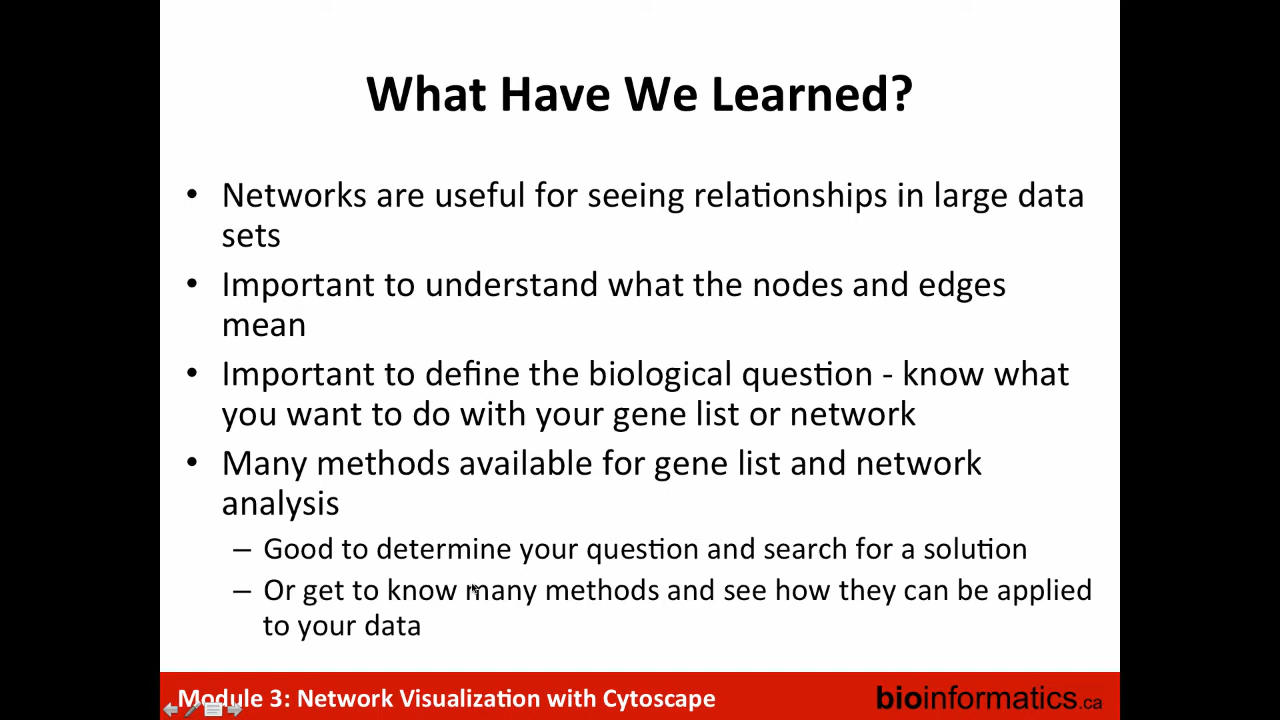 What Have We Learned?
• Networks are useful for seeing relationships in large data
sets
• Important to understand what the nodes and edges
mean
• Important to define the biological question - know what
you want to do with your gene list or network
• Many methods available for gene list and network
analysis
– Good to determine your question and search for a solution
– Or get to know many methods and see how they can be applied
to your data
Module 3: Network Visualization with Cytoscape
bioinformatics.ca